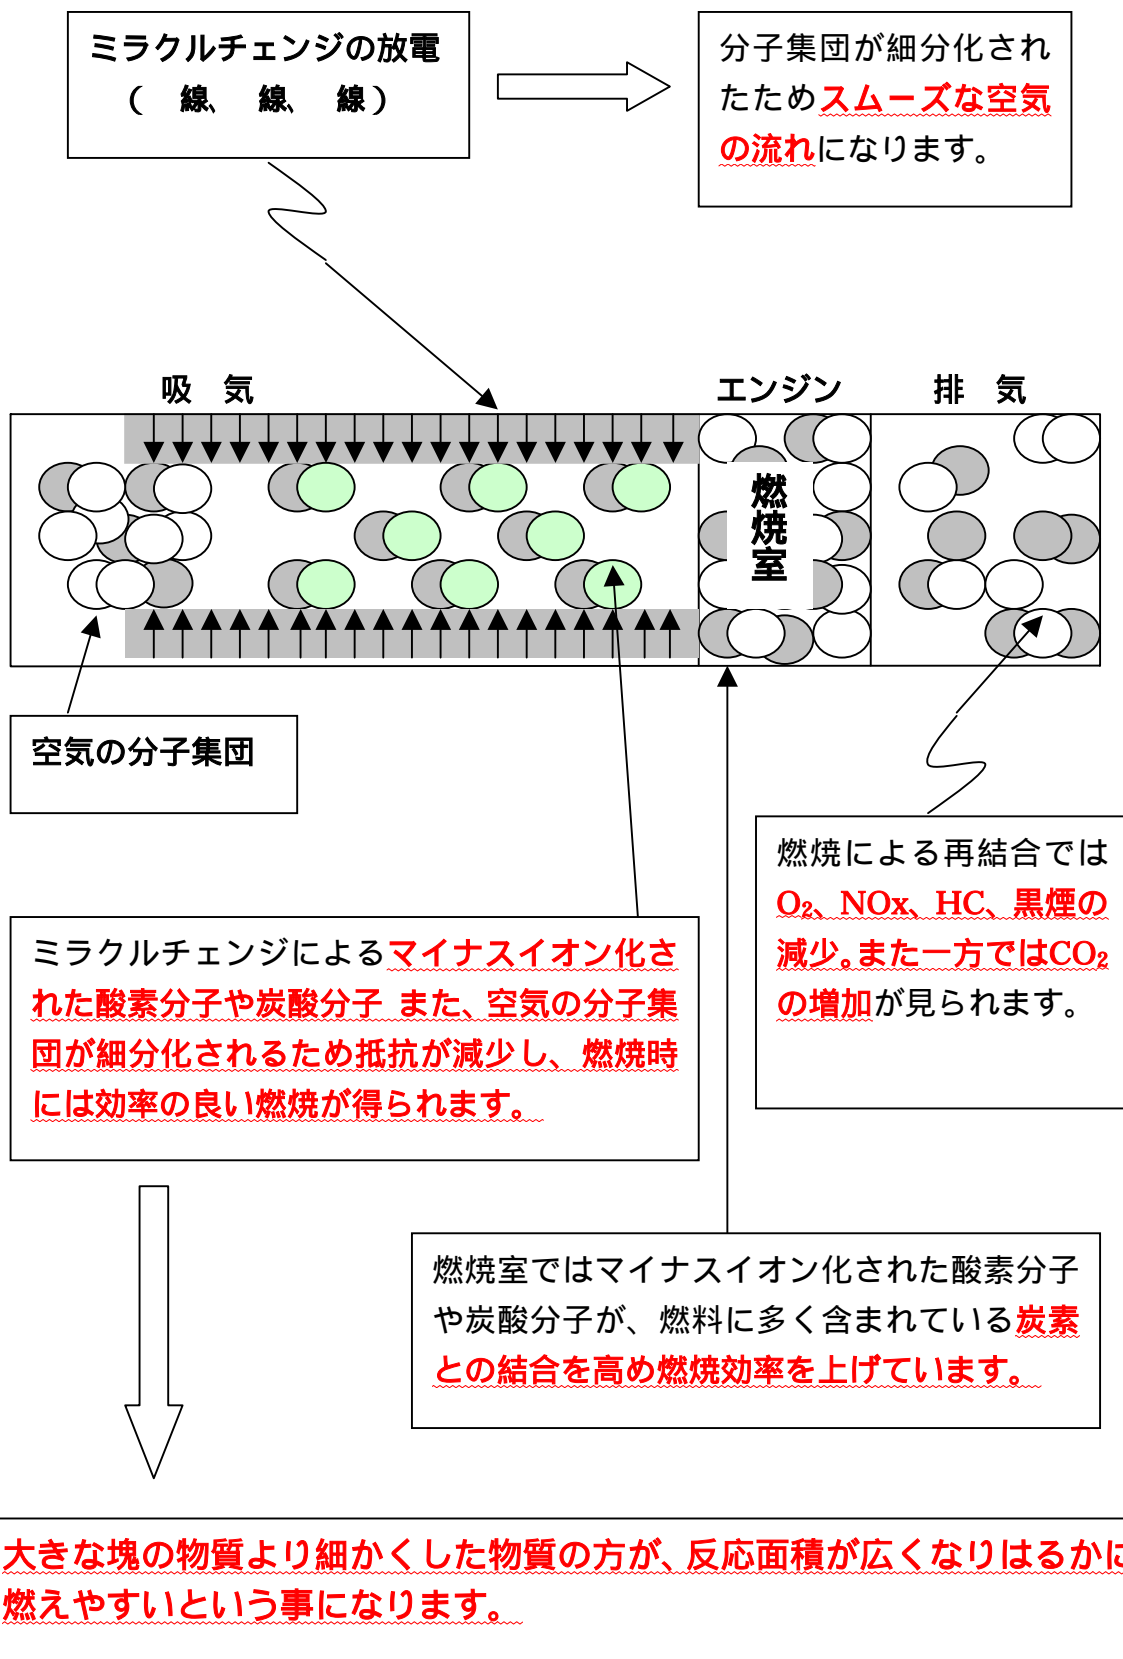 ミラクルチェンジの放電
(　線、　線、　線)
分子集団が細分化され
たためスムーズな空気
の流れになります。
吸　気
エンジン
排　気
燃焼室
空気の分子集団
燃焼による再結合では
O₂、NOx、HC、黒煙の
減少。また一方ではCO₂
の増加が見られます。
ミラクルチェンジによるマイナスイオン化さ
れた酸素分子や炭酸分子 また、空気の分子集
団が細分化されるため抵抗が減少し、燃焼時
には効率の良い燃焼が得られます。
燃焼室ではマイナスイオン化された酸素分子
や炭酸分子が、燃料に多く含まれている炭素
との結合を高め燃焼効率を上げています。
大きな塊の物質より細かくした物質の方が、反応面積が広くなりはるかに
燃えやすいという事になります。